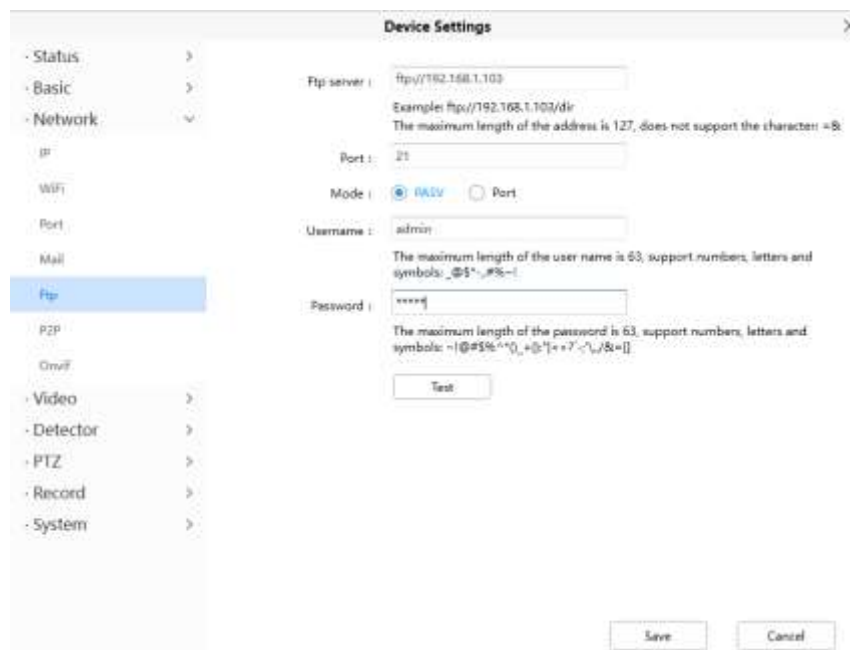 Device Settings
· Status
· Basic
· Network
IP
WiFi
Port
Mail
Ftp
P2P
Onvif
· Video
· Detector
· PTZ
· Record
· System
Ftp server :
ftp://192.168.1.103
Example: ftp://192.168.1.103/dir
The maximum length of the address is 127, does not support the character: =&
Port :
21
Mode :
PASV
Port
Username :
admin
The maximum length of the user name is 63, support numbers, letters and
symbols: _@$*-.,#%~!
Password :
*****
The maximum length of the password is 63, support numbers, letters and
symbols:
Test
Save
Cancel